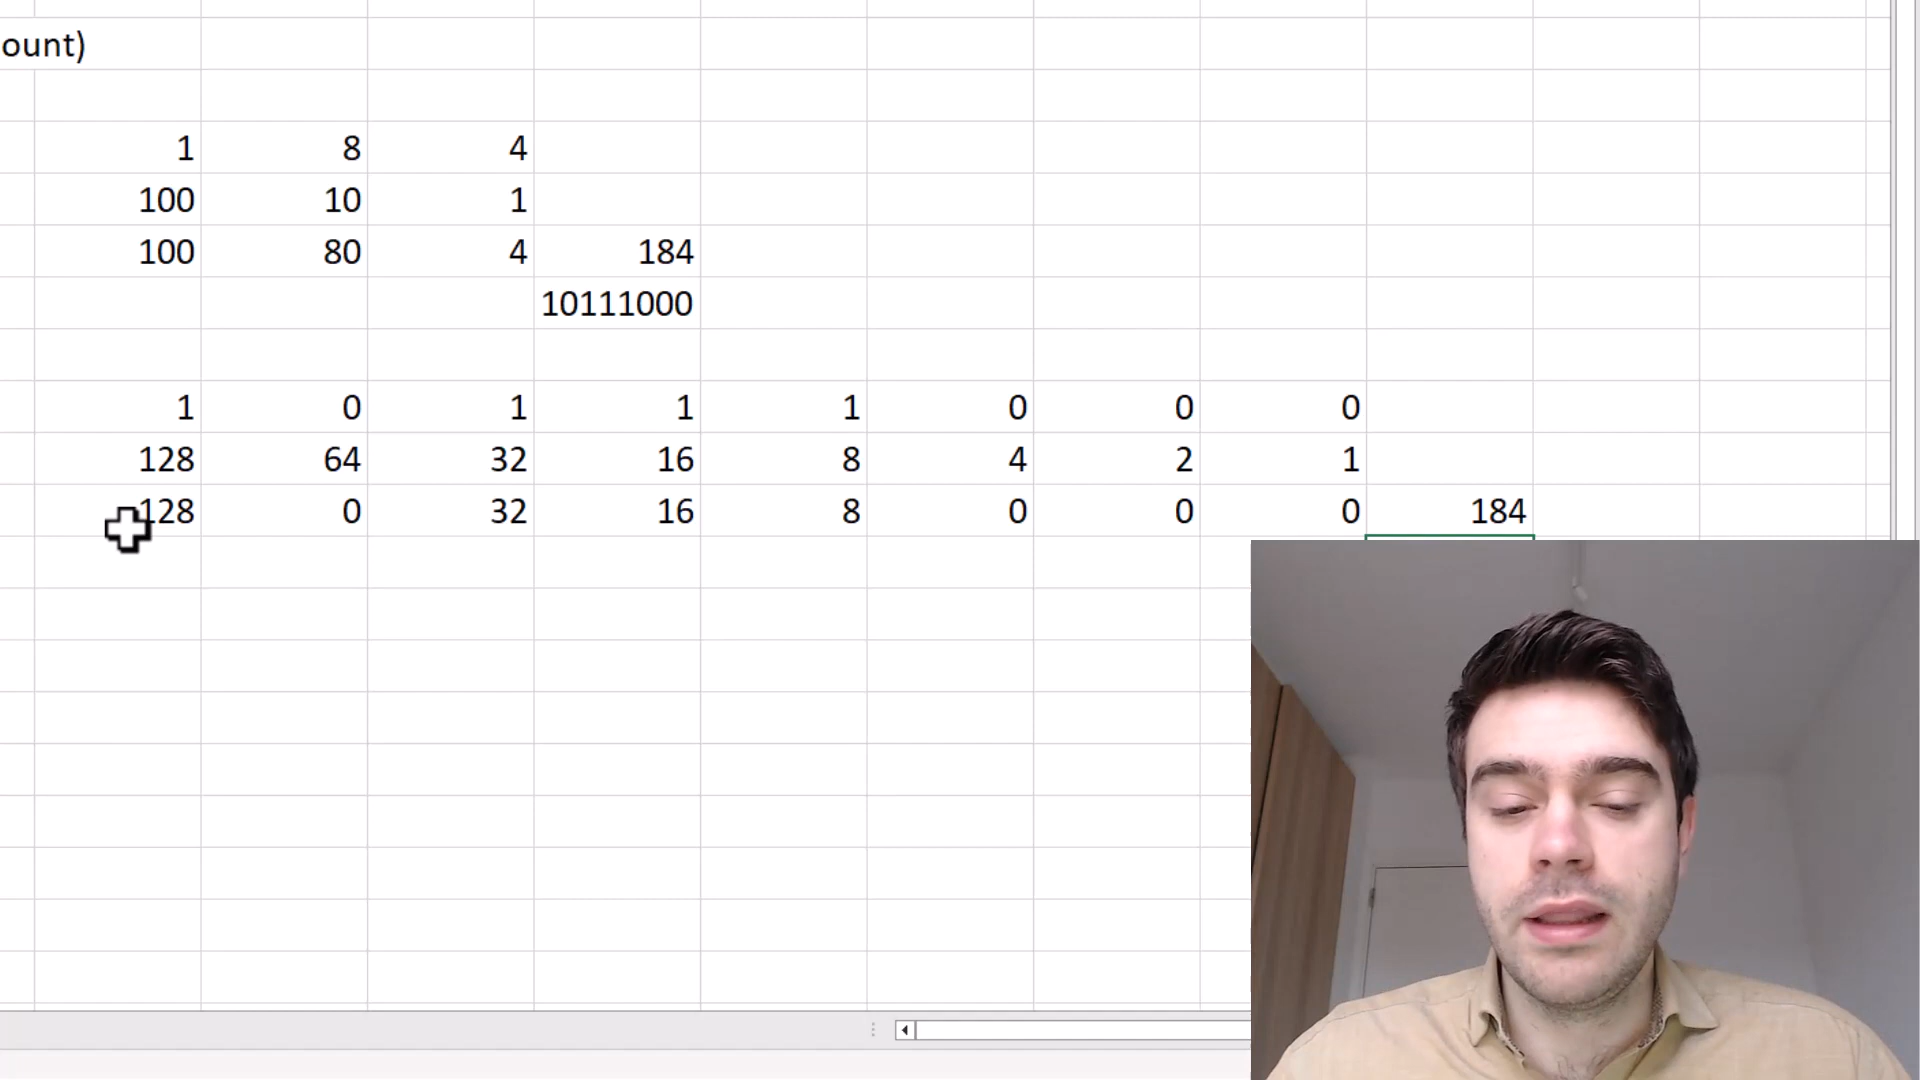 ount)
1 8 4
100 10 1
100 80 4 184
10111000
1 0 1 1 1 0 0 0
128 64 32 16 8 4 2 1
128 0 32 16 8 0 0 0 184